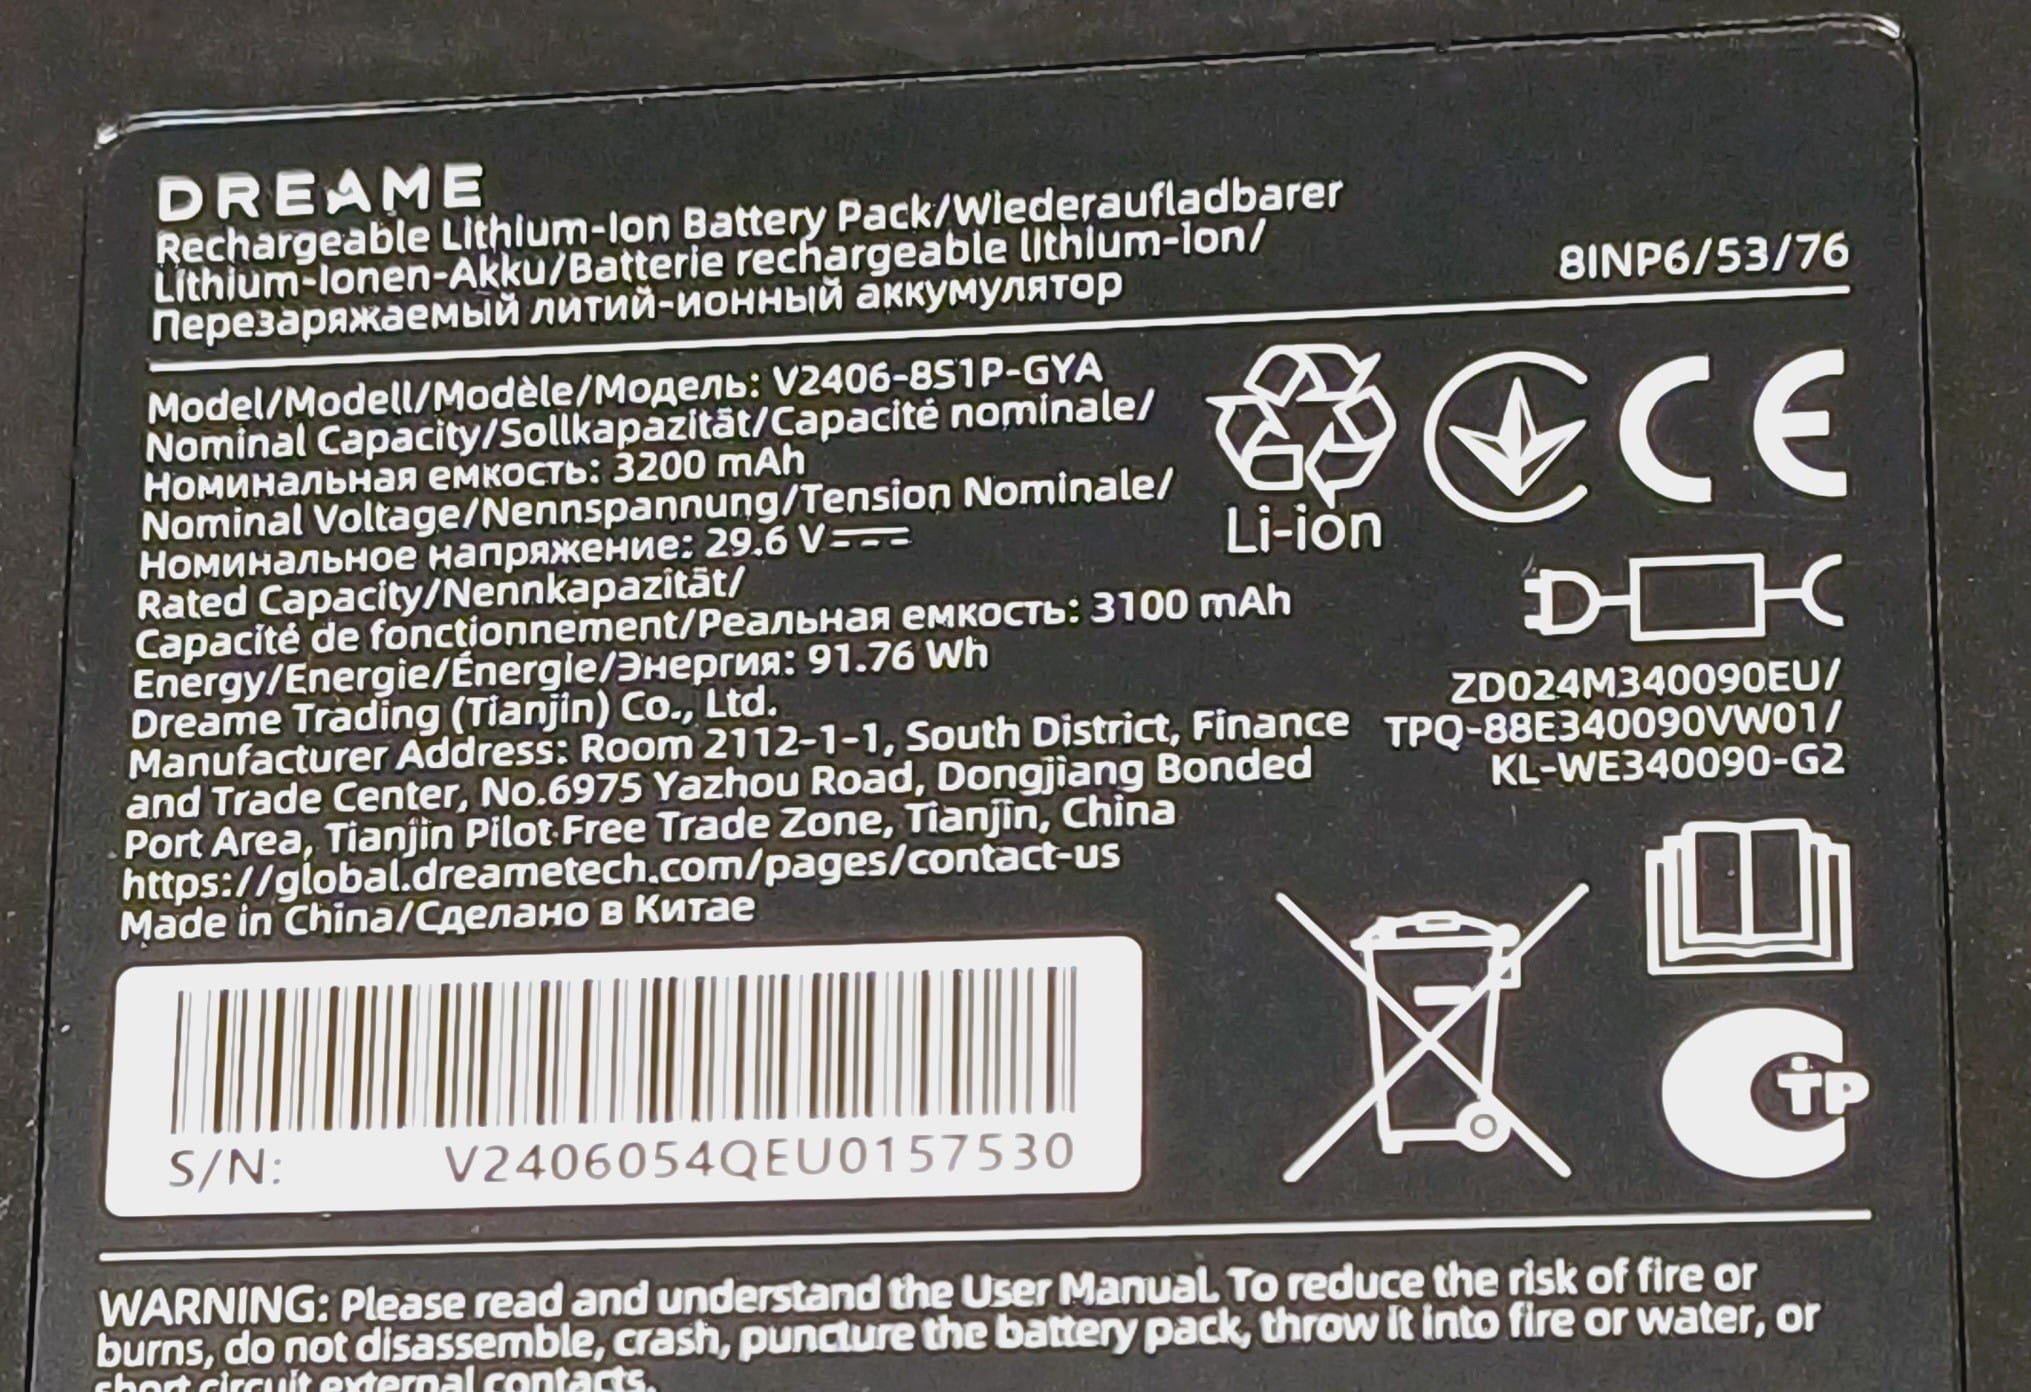 DREAME
Rechargeable Lithium-Ion Battery Pack/Wiederaufladbarer
Lithium-Ionen-Akku/Batterie rechargeable lithium-ion/
Перезаряжаемый литий-ионный аккумулятор
8INP6/53/76
Model/Modell/Modèle/Модель: V2406-8S1P-GYA
Nominal Capacity/Sollkapazität/Capacité nominale/
Номинальная емкость: 3200 mAh
Nominal Voltage/Nennspannung/Tension Nominale/
Номинальное напряжение: 29.6 V⎓
Rated Capacity/Nennkapazität/
Capacité de fonctionnement/Реальная емкость: 3100 mAh
Energy/Energie/Énergie/Энергия: 91.76 Wh
Dreame Trading (Tianjin) Co., Ltd.
Manufacturer Address: Room 2112-1-1, South District, Finance
and Trade Center, No.6975 Yazhou Road, Dongjiang Bonded
Port Area, Tianjin Pilot Free Trade Zone, Tianjin, China
https://global.dreametech.com/pages/contact-us
Made in China/Сделано в Китае
Li-ion
CE
ZD024M340090EU/
TPQ-88E340090VW01/
KL-WE340090-G2
СТР
S/N: V2406054QEU0157530
WARNING: Please read and understand the User Manual. To reduce the risk of fire or
burns, do not disassemble, crash, puncture the battery pack, throw it into fire or water, or
short circuit external contacts.